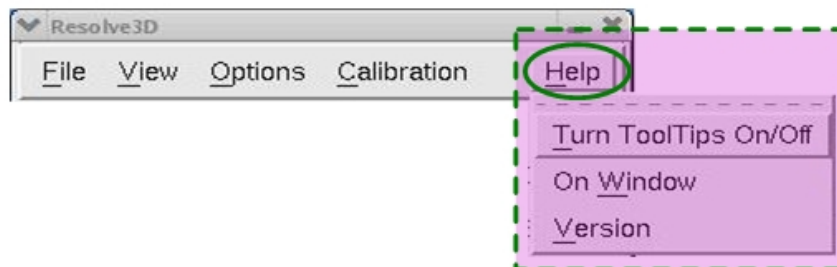 Resolve3D
File View Options Calibration Help
Turn ToolTips On/Off
On Window
Version